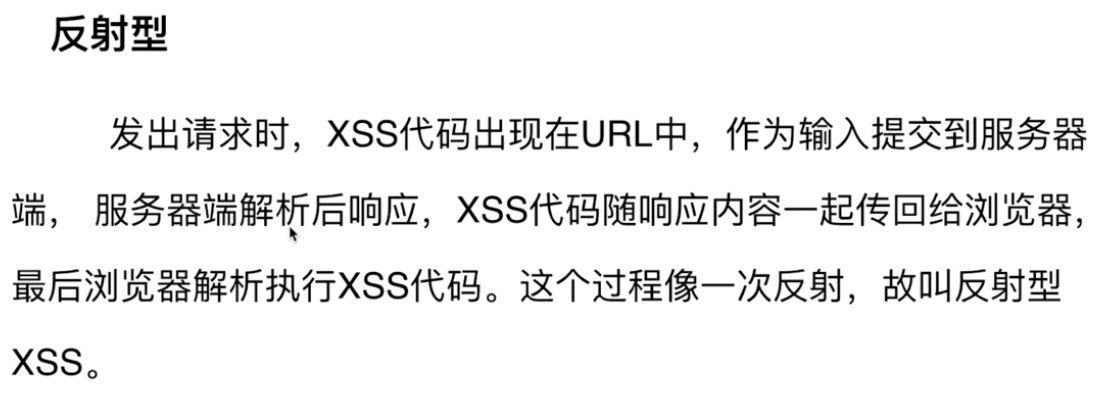 反射型
发出请求时，XSS代码出现在URL中，作为输入提交到服务器
端， 服务器端解析后响应，XSS代码随响应内容一起传回给浏览器，
最后浏览器解析执行XSS代码。这个过程像一次反射，故叫反射型
XSS。